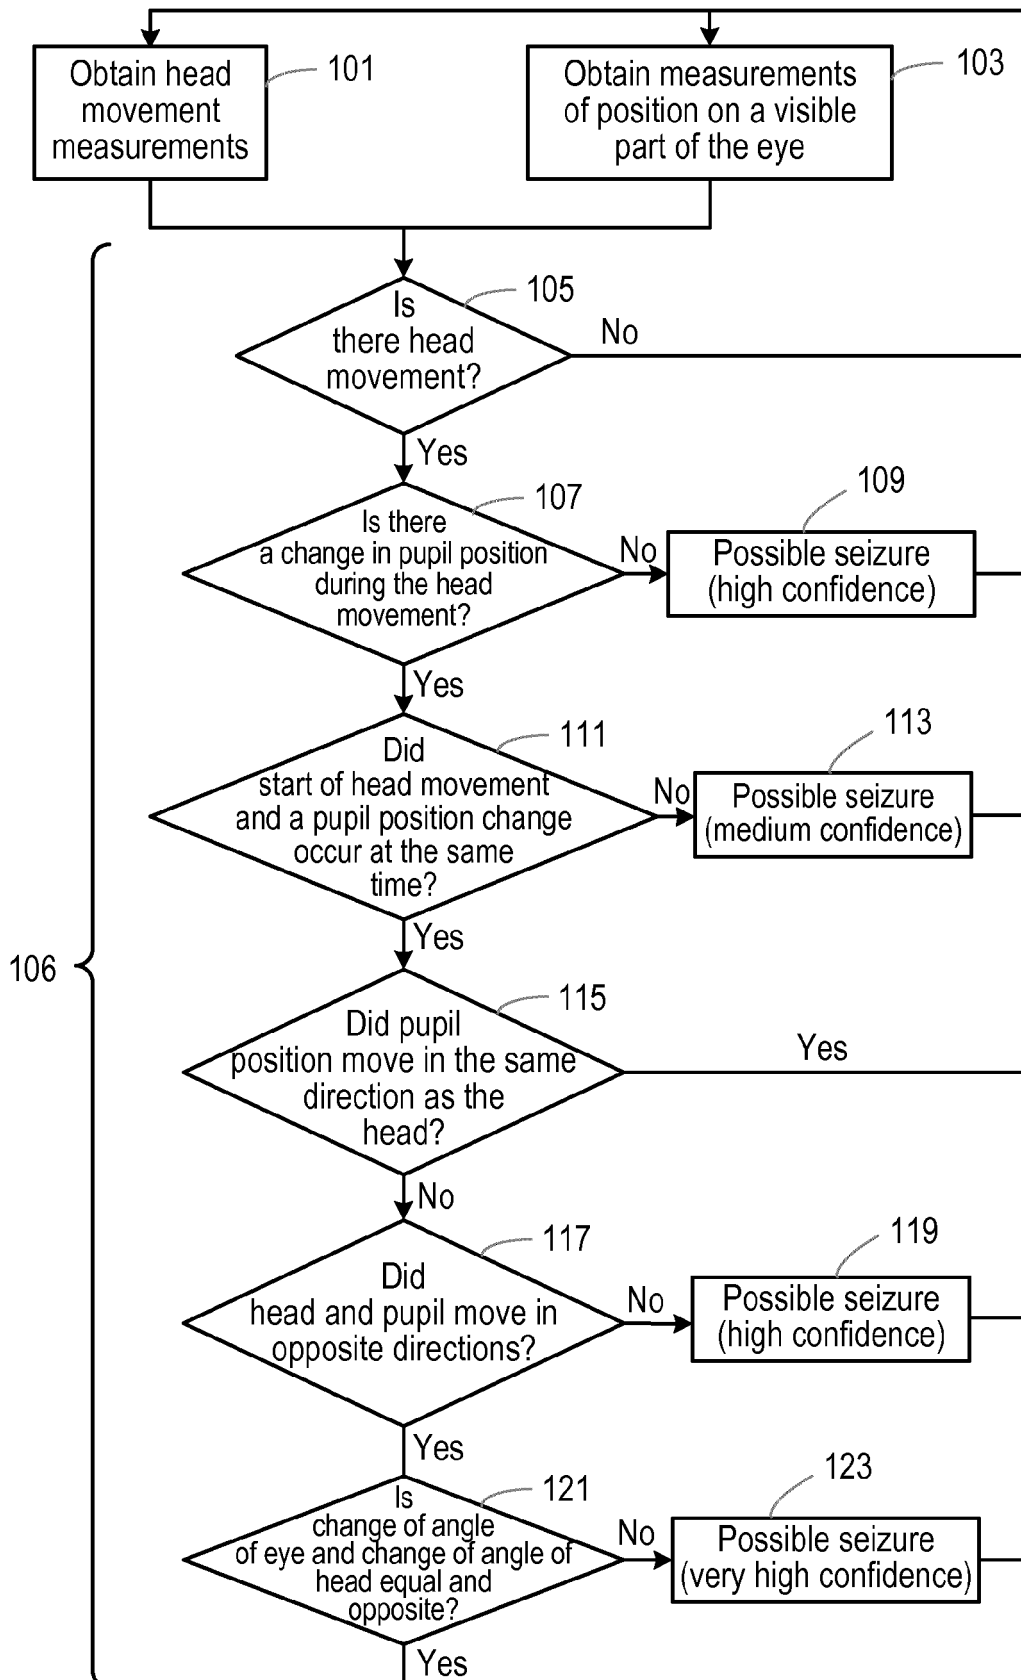 Obtain head
movement
measurements
101
Obtain measurements
of position on a visible
part of the eye
103
105
Is
there head
movement?
No
Yes
107
Is there
a change in pupil position
during the head
movement?
No
109
Possible seizure
(high confidence)
Yes
111
Did
start of head movement
and a pupil position change
occur at the same
time?
No
113
Possible seizure
(medium confidence)
Yes
106
115
Did pupil
position move in the same
direction as the
head?
Yes
No
117
Did
head and pupil move in
opposite directions?
No
119
Possible seizure
(high confidence)
Yes
121
Is
change of angle
of eye and change of angle of
head equal and
opposite?
No
123
Possible seizure
(very high confidence)
Yes